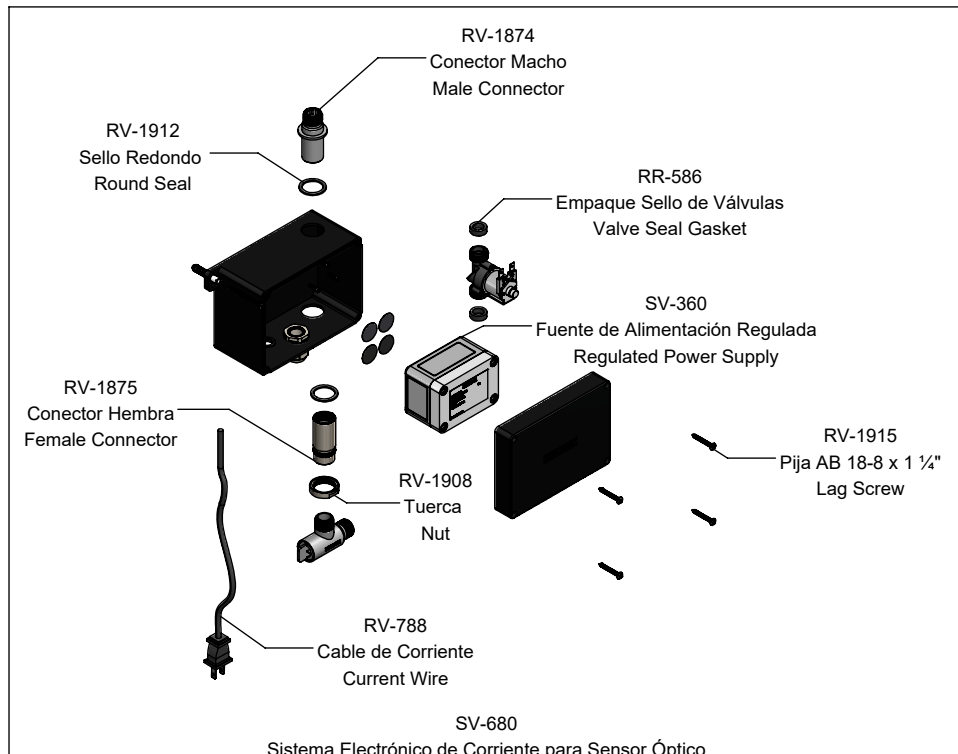 RV-1874
Conector Macho
Male Connector
RV-1912
Sello Redondo
Round Seal
RR-586
Empaque Sello de Válvulas
Valve Seal Gasket
SV-360
Fuente de Alimentación Regulada
Regulated Power Supply
RV-1875
Conector Hembra
Female Connector
RV-1915
Pija AB 18-8 x 1 ¼"
Lag Screw
RV-1908
Tuerca
Nut
RV-788
Cable de Corriente
Current Wire
SV-680
Sistema Electrónico de Corriente para Sensor Óptico